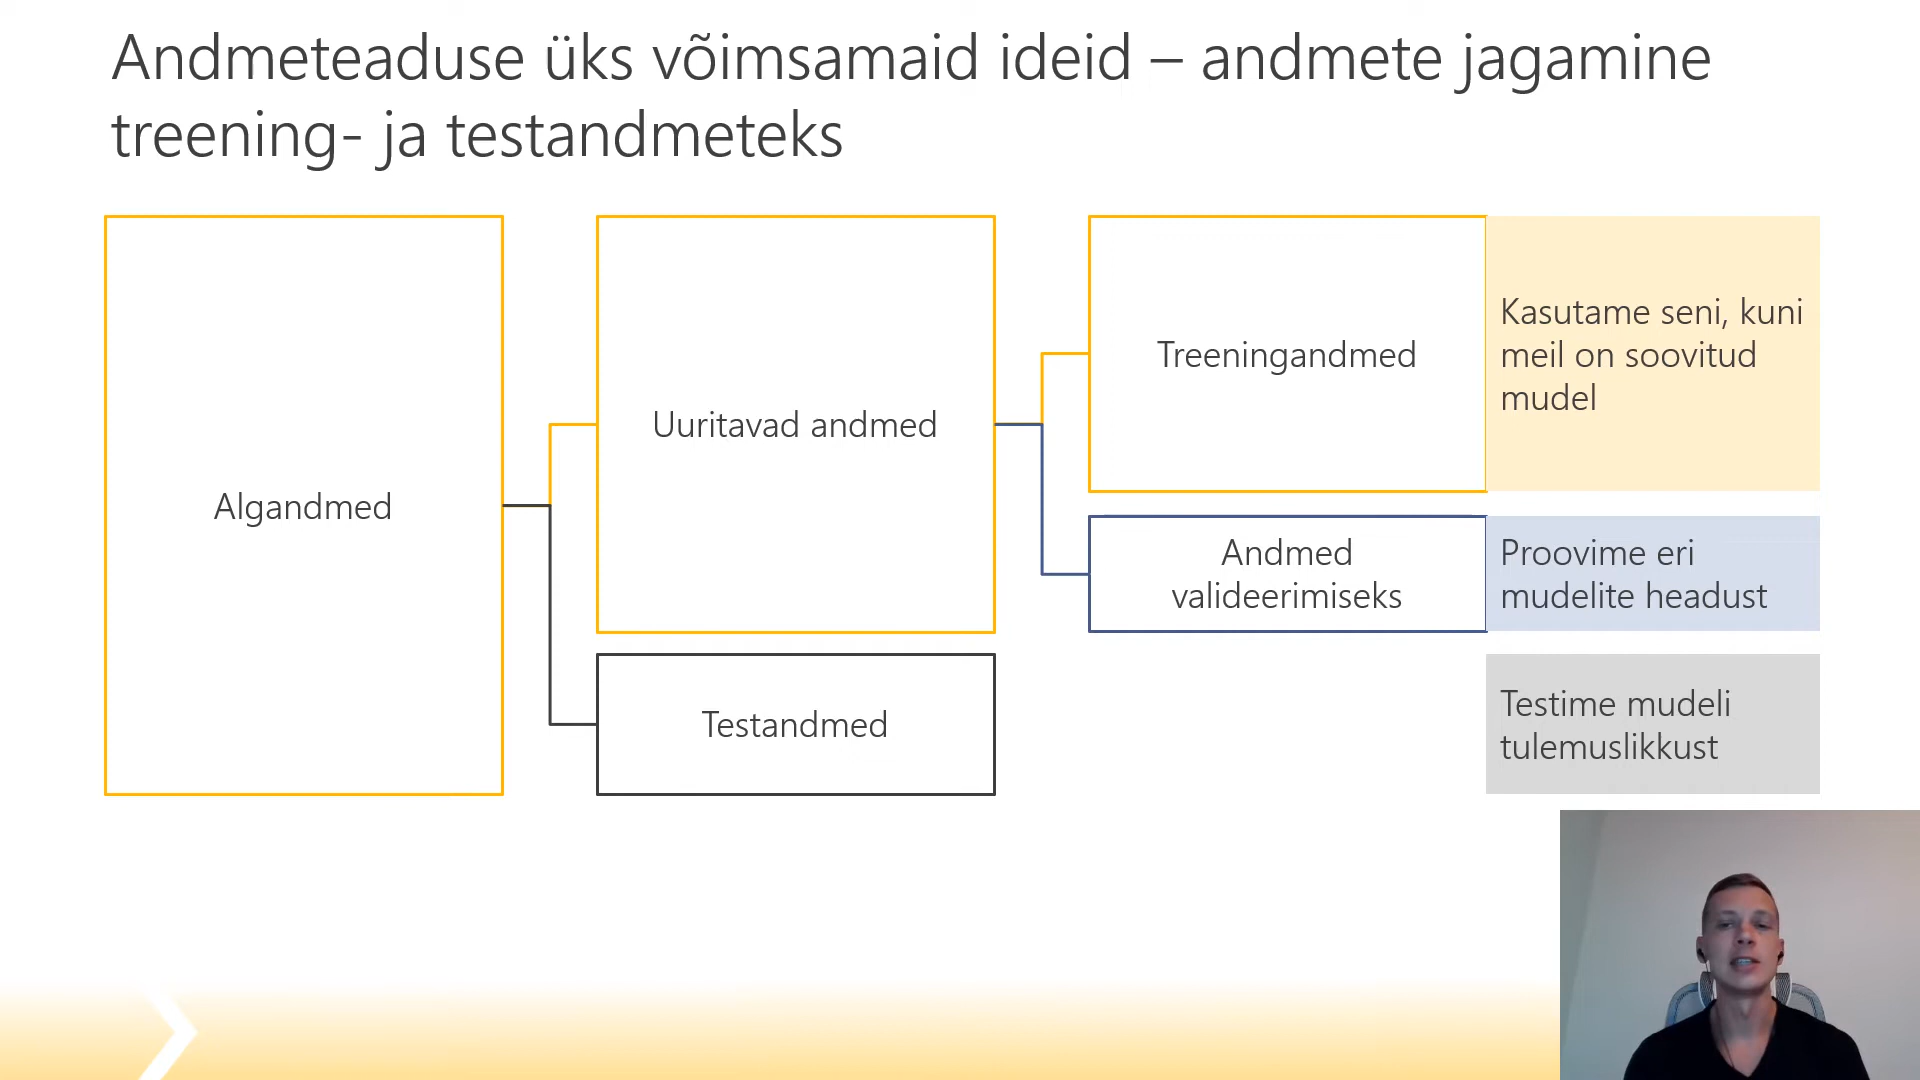 Andmeteaduse üks võimsamaid ideid – andmete jagamine
treening- ja testandmeteks
Algandmed
Uuritavad andmed
Testandmed
Treeningandmed
Kasutame seni, kuni
meil on soovitud
mudel
Andmed
valideerimiseks
Proovime eri
mudelite headust
Testime mudeli
tulemuslikkust